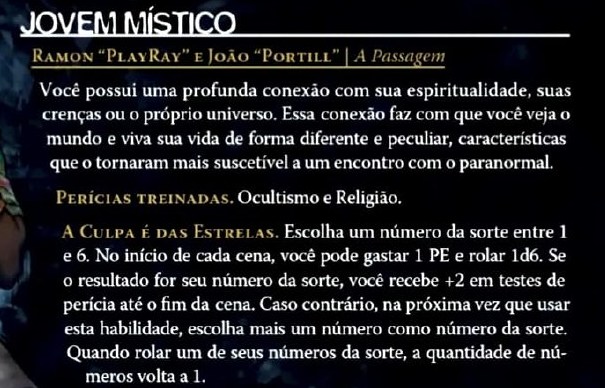 JOVEM MÍSTICO
RAMON “PLAYRAY” E JOÃO “PORTILL” | A Passagem
Você possui uma profunda conexão com sua espiritualidade, suas
crenças ou o próprio universo. Essa conexão faz com que você veja o
mundo e viva sua vida de forma diferente e peculiar, características
que o tornaram mais suscetível a um encontro com o paranormal.
PERÍCIAS TREINADAS. Ocultismo e Religião.
A CULPA É DAS ESTRELAS. Escolha um número da sorte entre 1
e 6. No início de cada cena, você pode gastar 1 PE e rolar 1d6. Se
o resultado for seu número da sorte, você recebe +2 em testes de
perícia até o fim da cena. Caso contrário, na próxima vez que usar
esta habilidade, escolha mais um número como número da sorte.
Quando rolar um de seus números da sorte, a quantidade de nú-
meros volta a 1.